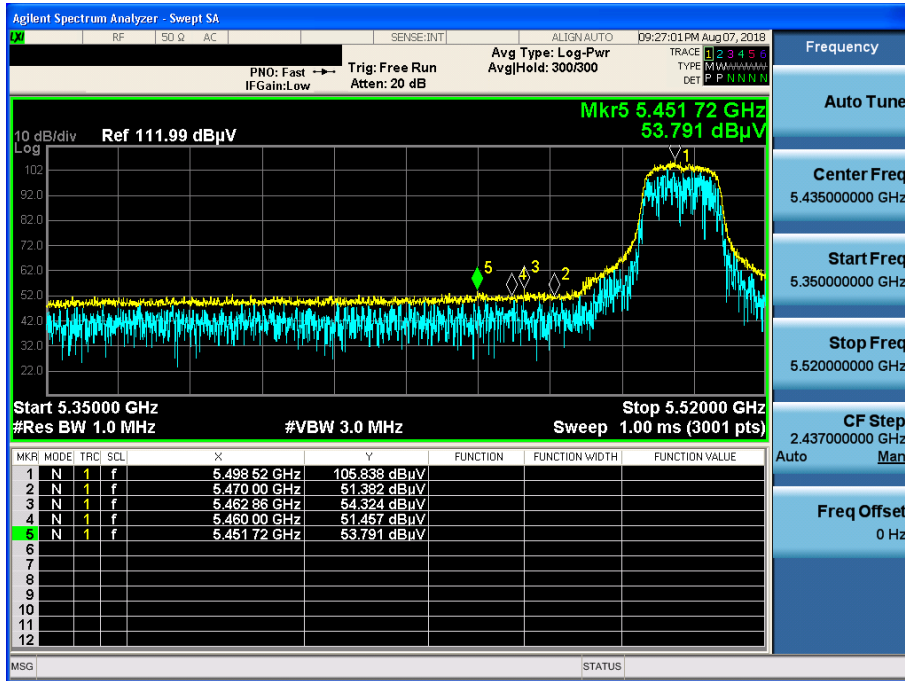 Agilent Spectrum Analyzer - Swept SA
LXI RF 50 Ω AC SENSE:INT ALIGN AUTO 09:27:01 PM Aug 07, 2018
PNO: Fast Trig: Free Run Avg Type: Log-Pwr TRACE 1 2 3 4 5 6
IFGain:Low Atten: 20 dB Avg|Hold: 300/300 TYPE M W W W W W
DET P P N N N N
Mkr5 5.451 72 GHz
53.791 dBµV
10 dB/div Ref 111.99 dBµV
Log
102
92.0
82.0
72.0
62.0
52.0
42.0
32.0
22.0
1
5 4 3 2
Start 5.35000 GHz Stop 5.52000 GHz
#Res BW 1.0 MHz #VBW 3.0 MHz Sweep 1.00 ms (3001 pts)
MKR MODE TRC SCL X Y FUNCTION FUNCTION WIDTH FUNCTION VALUE
1 N 1 f 5.498 52 GHz 105.838 dBµV
2 N 1 f 5.470 00 GHz 51.382 dBµV
3 N 1 f 5.462 86 GHz 54.324 dBµV
4 N 1 f 5.460 00 GHz 51.457 dBµV
5 N 1 f 5.451 72 GHz 53.791 dBµV
6
7
8
9
10
11
12
MSG STATUS
Frequency
Auto Tune
Center Freq
5.435000000 GHz
Start Freq
5.350000000 GHz
Stop Freq
5.520000000 GHz
CF Step
2.437000000 GHz
Auto Man
Freq Offset
0 Hz